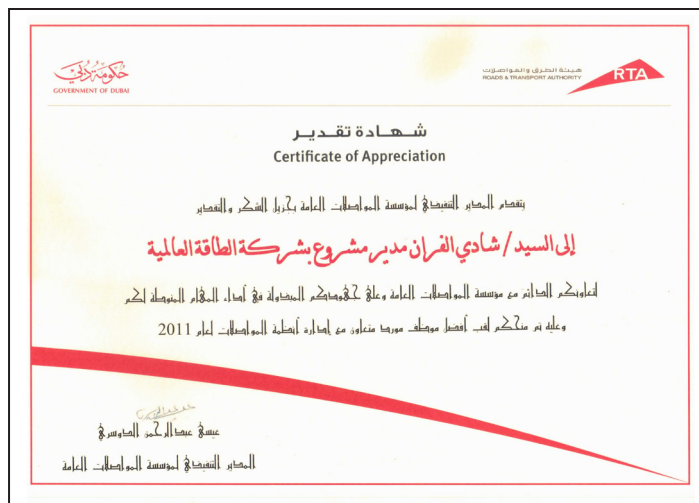 حكومة دبي
GOVERNMENT OF DUBAI
هيئة الطرق والمواصلات
ROADS & TRANSPORT AUTHORITY
RTA
شهادة تقدير
Certificate of Appreciation
يتقدم المدير التنفيذي لمؤسسة المواصلات العامة بجزيل الشكر والتقدير
إلى السيد / شادي الفران مدير مشروع بشركة الطاقة العالمية
لتعاونكم الدائم مع مؤسسة المواصلات العامة وعلى جهودكم المبذولة في أداء المهام المنوطة لكم
وعليه تم منحكم لقب أفضل موظف مورد متعاون مع إدارة أنظمة المواصلات لعام 2011
عيسى عبدالرحمن الدوسري
المدير التنفيذي لمؤسسة المواصلات العامة